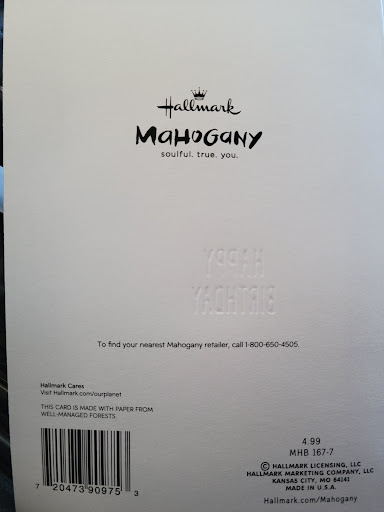 Hallmark
MaHOGANY
soulful. true. you.
HAPPY
BIRTHDAY
To find your nearest Mahogany retailer, call 1-800-650-4505.
Hallmark Cares
Visit Hallmark.com/ourplanet
THIS CARD IS MADE WITH PAPER FROM
WELL-MANAGED FORESTS.
4.99
MHB 167-7
© HALLMARK LICENSING, LLC
HALLMARK MARKETING COMPANY, LLC
KANSAS CITY, MO 64141
MADE IN U.S.A.
Hallmark.com/Mahogany
7 20473 90975 3